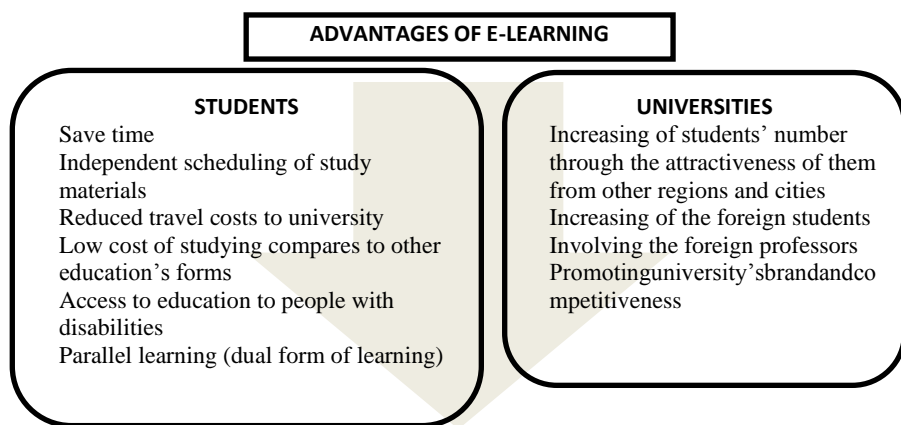 ADVANTAGES OF E-LEARNING
STUDENTS
Save time
Independent scheduling of study
materials
Reduced travel costs to university
Low cost of studying compares to other
education’s forms
Access to education to people with
disabilities
Parallel learning (dual form of learning)
UNIVERSITIES
Increasing of students’ number
through the attractiveness of them
from other regions and cities
Increasing of the foreign students
Involving the foreign professors
Promotinguniversity’sbrandandco
mpetitiveness